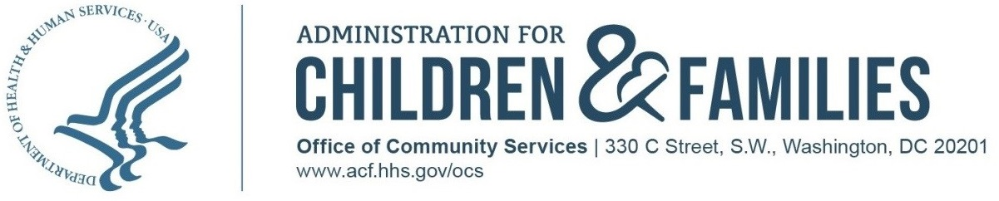 DEPARTMENT OF HEALTH & HUMAN SERVICES · USA
ADMINISTRATION FOR
CHILDREN & FAMILIES
Office of Community Services | 330 C Street, S.W., Washington, DC 20201
www.acf.hhs.gov/ocs